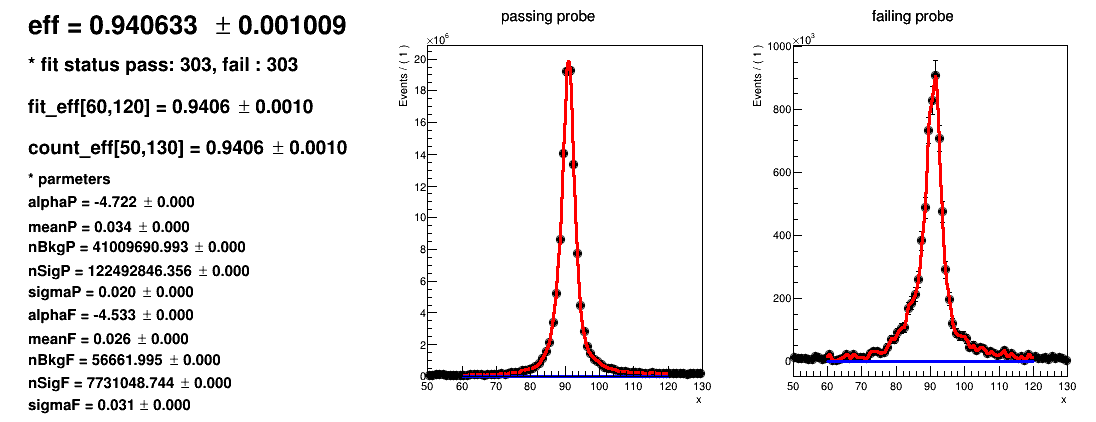 eff = 0.940633 ± 0.001009
* fit status pass: 303, fail : 303
fit_eff[60,120] = 0.9406 ± 0.0010
count_eff[50,130] = 0.9406 ± 0.0010
* parmeters
alphaP = -4.722 ± 0.000
meanP = 0.034 ± 0.000
nBkgP = 41009690.993 ± 0.000
nSigP = 122492846.356 ± 0.000
sigmaP = 0.020 ± 0.000
alphaF = -4.533 ± 0.000
meanF = 0.026 ± 0.000
nBkgF = 56661.995 ± 0.000
nSigF = 7731048.744 ± 0.000
sigmaF = 0.031 ± 0.000
passing probe
×10⁶
Events / ( 1 )
20
18
16
14
12
10
8
6
4
2
0
50 60 70 80 90 100 110 120 130
x
failing probe
×10³
Events / ( 1 )
1000
800
600
400
200
0
50 60 70 80 90 100 110 120 130
x